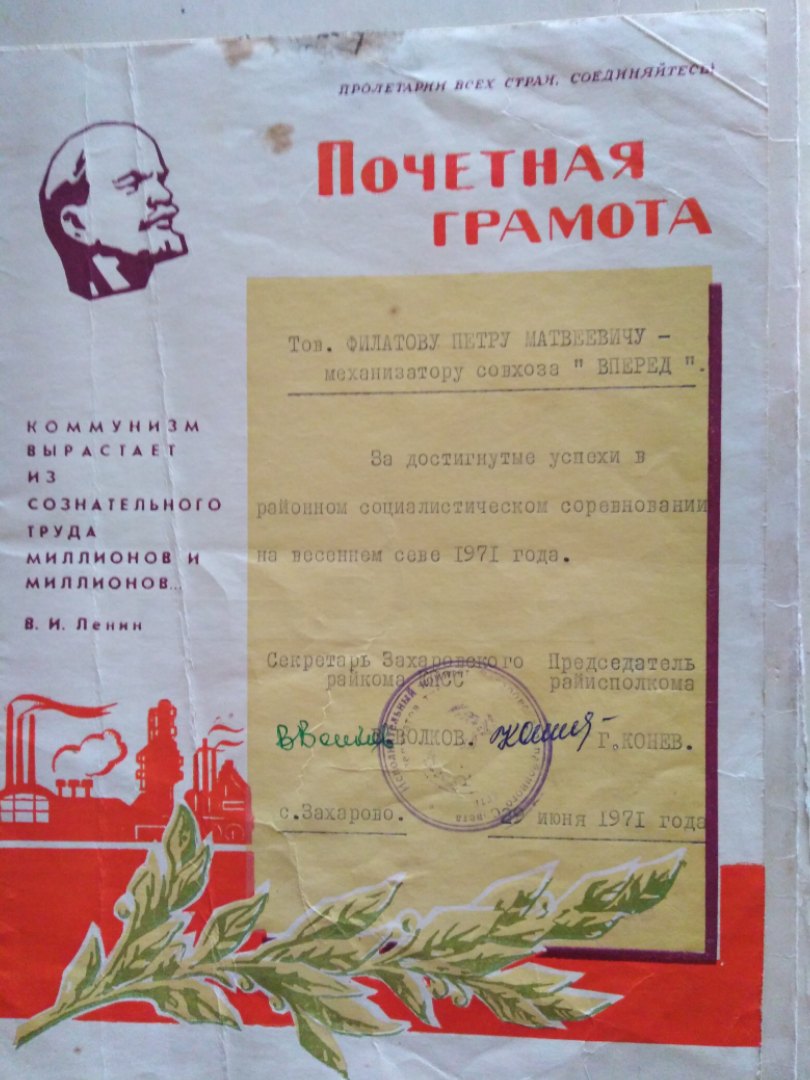 ПРОЛЕТАРИИ ВСЕХ СТРАН, СОЕДИНЯЙТЕСЬ!
ПОЧЕТНАЯ
ГРАМОТА
Тов. ФИЛАТОВУ ПЕТРУ МАТВЕЕВИЧУ –
механизатору совхоза " ВПЕРЕД ".
КОММУНИЗМ
ВЫРАСТАЕТ
ИЗ
СОЗНАТЕЛЬНОГО
ТРУДА
МИЛЛИОНОВ И
МИЛЛИОНОВ...
В. И. Ленин
За достигнутые успехи в
районном социалистическом соревновании
на весеннем севе 1971 года.
Секретарь Захаровского
райкома КПСС
Председатель
райисполкома
ВОЛКОВ.
Г. КОНЕВ.
с. Захарово.
июня 1971 года
Исполнительный